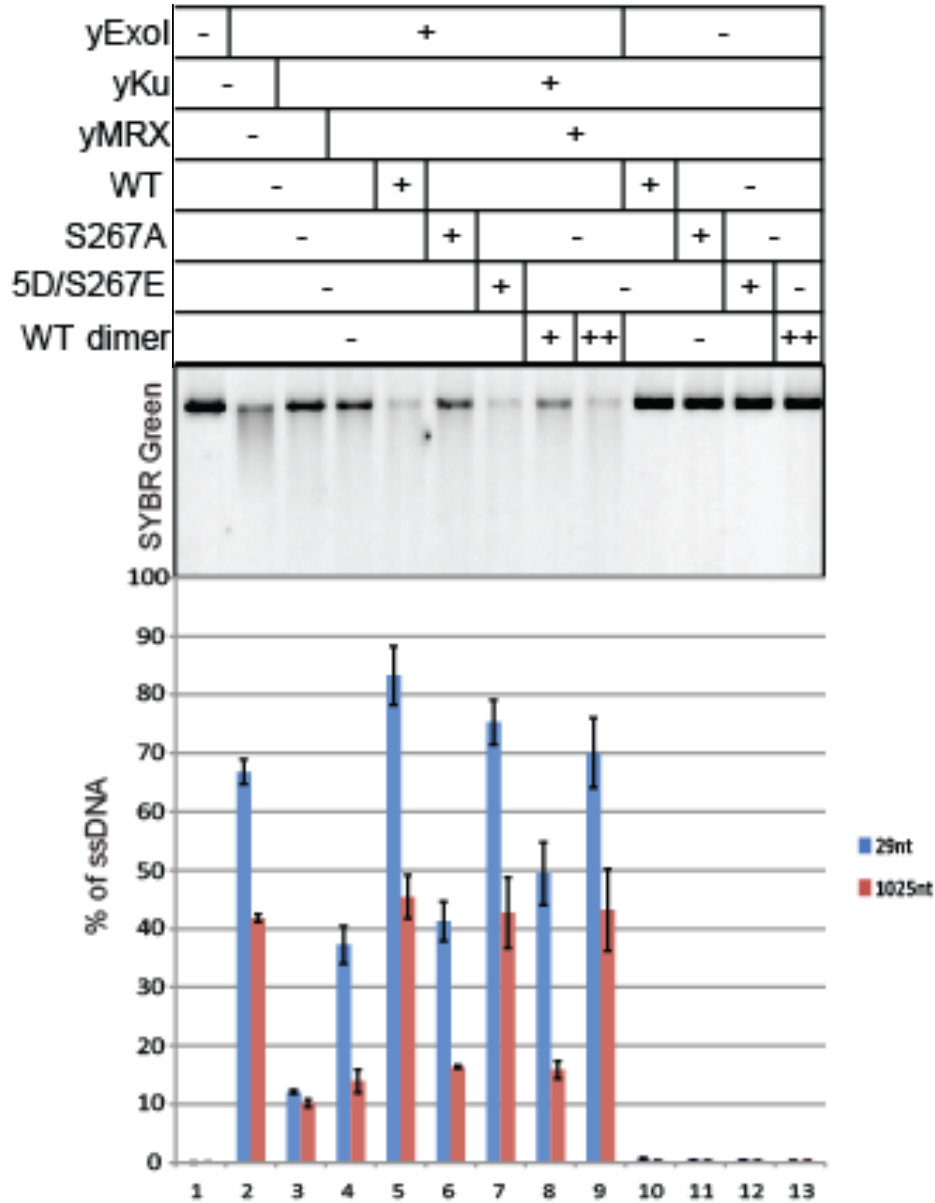 yExoI - + -
yKu - +
yMRX - +
WT - + + -
S267A - + - + -
5D/S267E - + - + -
WT dimer - + ++ - ++
SYBR Green
100
90
80
70
60
50
40
30
20
10
0
% of ssDNA
29nt
1025nt
1 2 3 4 5 6 7 8 9 10 11 12 13